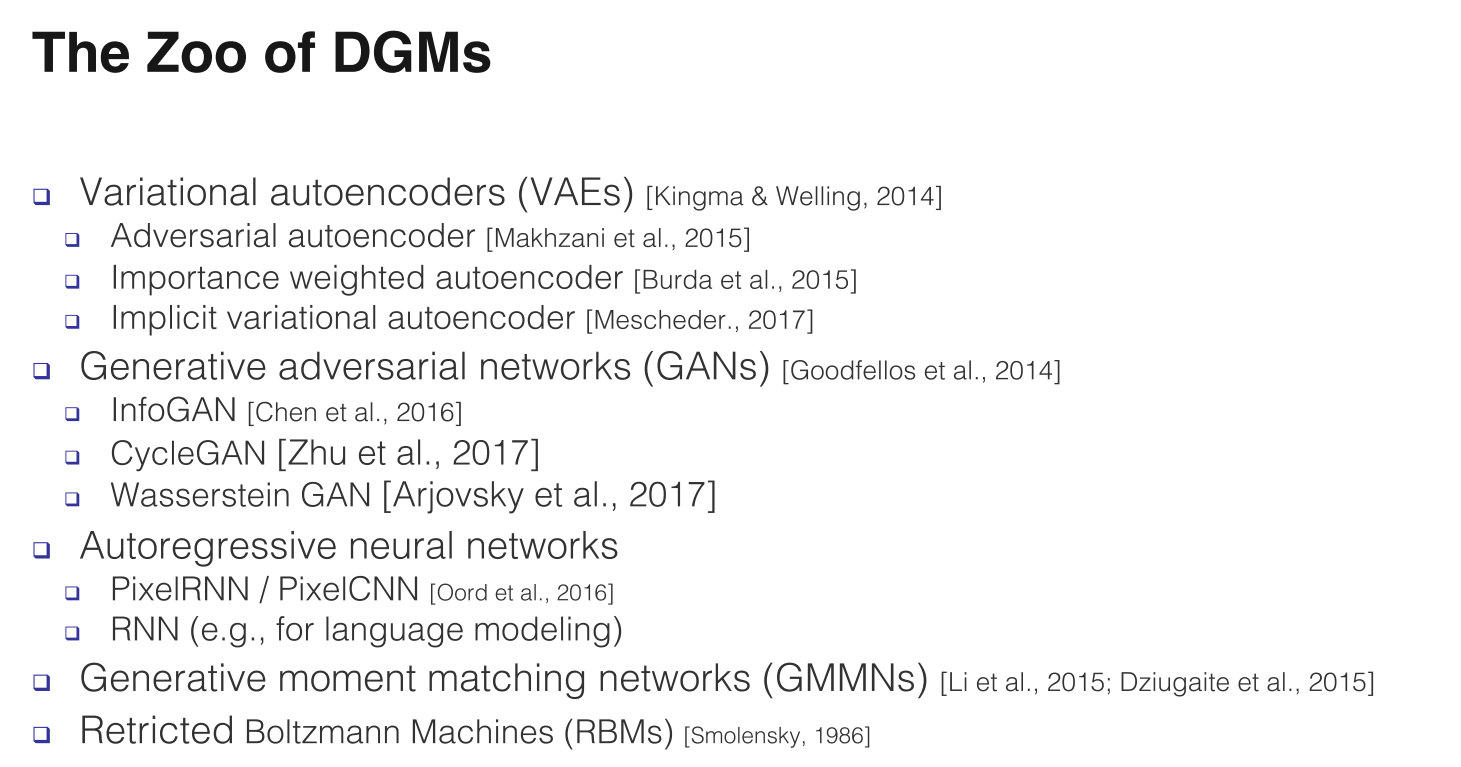 The Zoo of DGMs
❑ Variational autoencoders (VAEs) [Kingma & Welling, 2014]
❑ Adversarial autoencoder [Makhzani et al., 2015]
❑ Importance weighted autoencoder [Burda et al., 2015]
❑ Implicit variational autoencoder [Mescheder., 2017]
❑ Generative adversarial networks (GANs) [Goodfellos et al., 2014]
❑ InfoGAN [Chen et al., 2016]
❑ CycleGAN [Zhu et al., 2017]
❑ Wasserstein GAN [Arjovsky et al., 2017]
❑ Autoregressive neural networks
❑ PixelRNN / PixelCNN [Oord et al., 2016]
❑ RNN (e.g., for language modeling)
❑ Generative moment matching networks (GMMNs) [Li et al., 2015; Dziugaite et al., 2015]
❑ Retricted Boltzmann Machines (RBMs) [Smolensky, 1986]